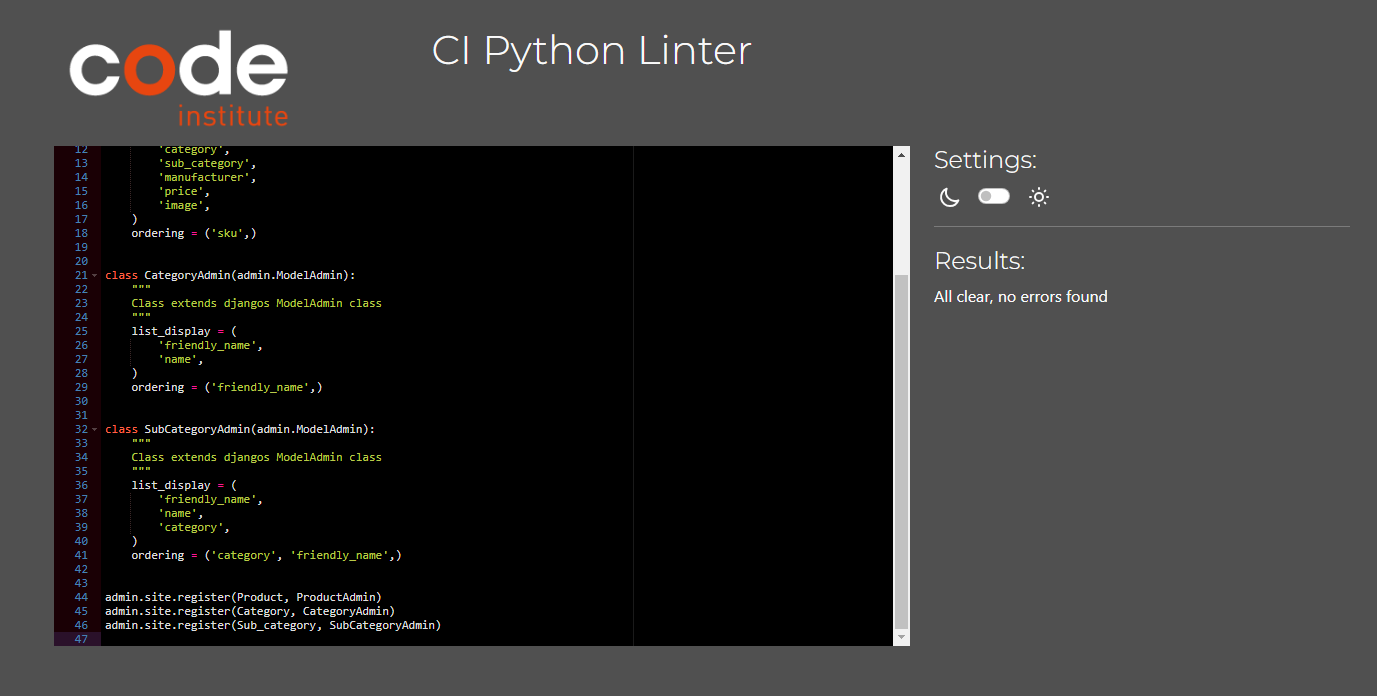 code
institute
CI Python Linter
12 'category',
13 'sub_category',
14 'manufacturer',
15 'price',
16 'image',
17 )
18 ordering = ('sku',)
19
20
21 class CategoryAdmin(admin.ModelAdmin):
22 """
23 Class extends djangos ModelAdmin class
24 """
25 list_display = (
26 'friendly_name',
27 'name',
28 )
29 ordering = ('friendly_name',)
30
31
32 class SubCategoryAdmin(admin.ModelAdmin):
33 """
34 Class extends djangos ModelAdmin class
35 """
36 list_display = (
37 'friendly_name',
38 'name',
39 'category',
40 )
41 ordering = ('category', 'friendly_name',)
42
43
44 admin.site.register(Product, ProductAdmin)
45 admin.site.register(Category, CategoryAdmin)
46 admin.site.register(Sub_category, SubCategoryAdmin)
47
Settings:
Results:
All clear, no errors found